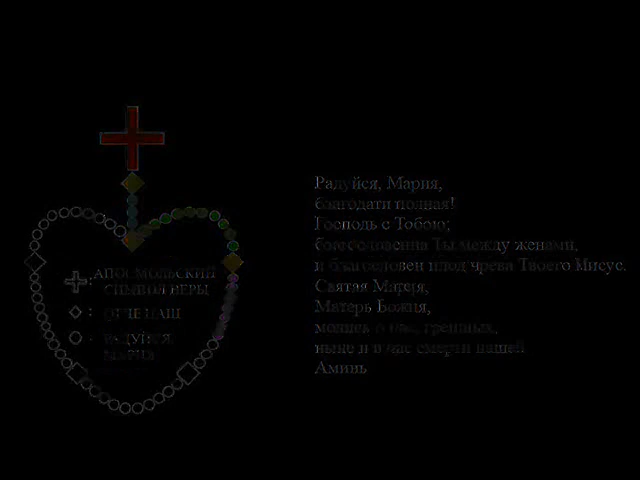 АПОСТОЛЬСКИЙ
СИМВОЛ ВЕРЫ
ОТЧЕ НАШ
РАДУЙСЯ,
МАРИЯ
Радуйся, Мария,
благодати полная!
Господь с Тобою;
благословенна Ты между женами,
и благословен плод чрева Твоего Иисус.
Святая
Матерь Божия,
молись о нас, грешных,
ныне и в час смерти нашей
Аминь